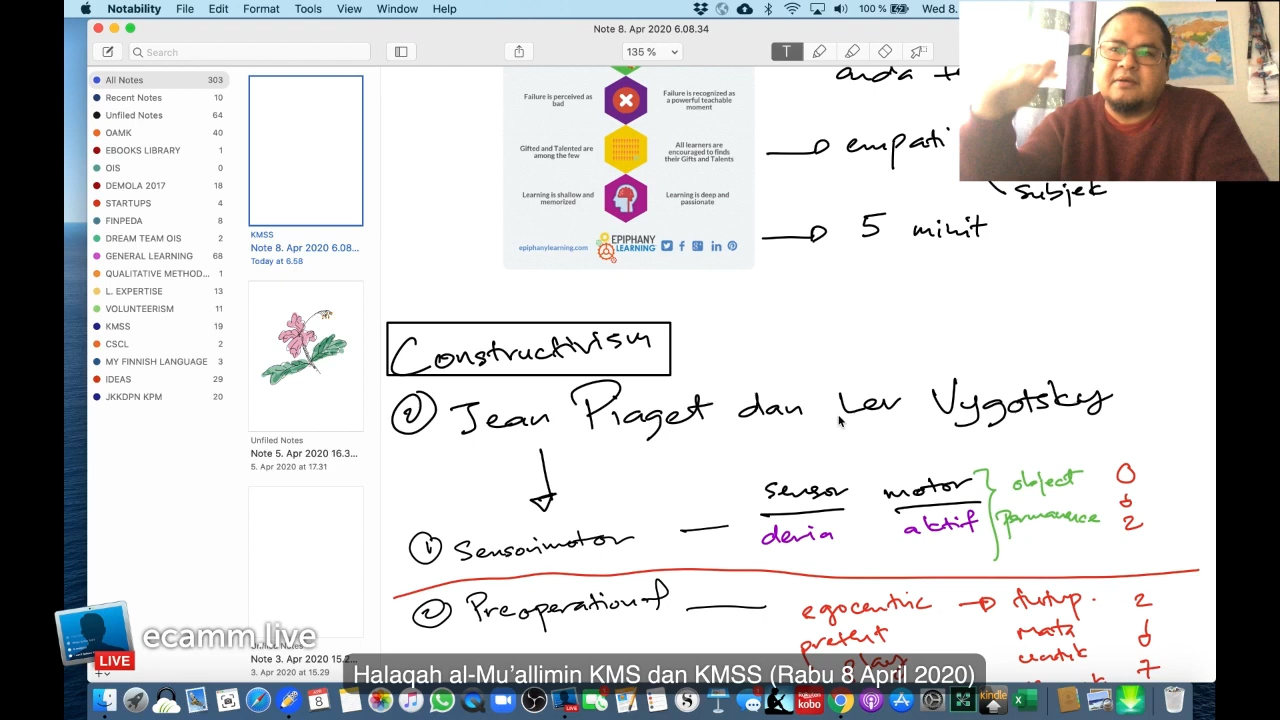 Notability File Edit Format Tools View Window Help 100 % Wed 8.
Note 8. Apr 2020 6.08.34
Search
135 %
T
All Notes 303
Recent Notes 10
Unfiled Notes 64
OAMK 40
EBOOKS LIBRARY 1
OIS 0
DEMOLA 2017 18
STARTUPS 4
FINPEDA 8
DREAM TEAM OIS 2
GENERAL LEARNING 68
QUALITATIVE METHOD... 1
L. EXPERTISE 13
VOLUNTEERISM 11
KMSS 19
CSCL 2
MY FINNISH LANGUAGE 3
IDEAS 29
JKKDPN KPM 20
KMSS
Note 8. Apr 2020 6.08...
Today at 6.58
Unfiled Notes
Note 5. Apr 2020 16.3...
5. Apr 2020 at 17.31
Unfiled Notes
Note 3. Apr 2020 15.2...
3. Apr 2020
Failure is perceived as
bad
Failure is recognized as
a powerful teachable
moment
Gifted and Talented are
among the few
All learners are
encouraged to finds
their Gifts and Talents
Learning is shallow and
memorized
Learning is deep and
passionate
epiphanylearning.com
EPIPHANY
LEARNING
anda
empati
subjek
5 minit
Constructivism
Jean Piaget dan Lev Vygotsky
① Sensorimotor — sensor motor
deria aktif
object
permanence
0
2
② Preoperational — egocentric → tutup.
mata
pretent
play
2
7
ecamm live
LIVE
Halaqah al-Mu'allimin KMS dan KMSS (Rabu 8 April 2020)
Rakuten
kobo
kindle